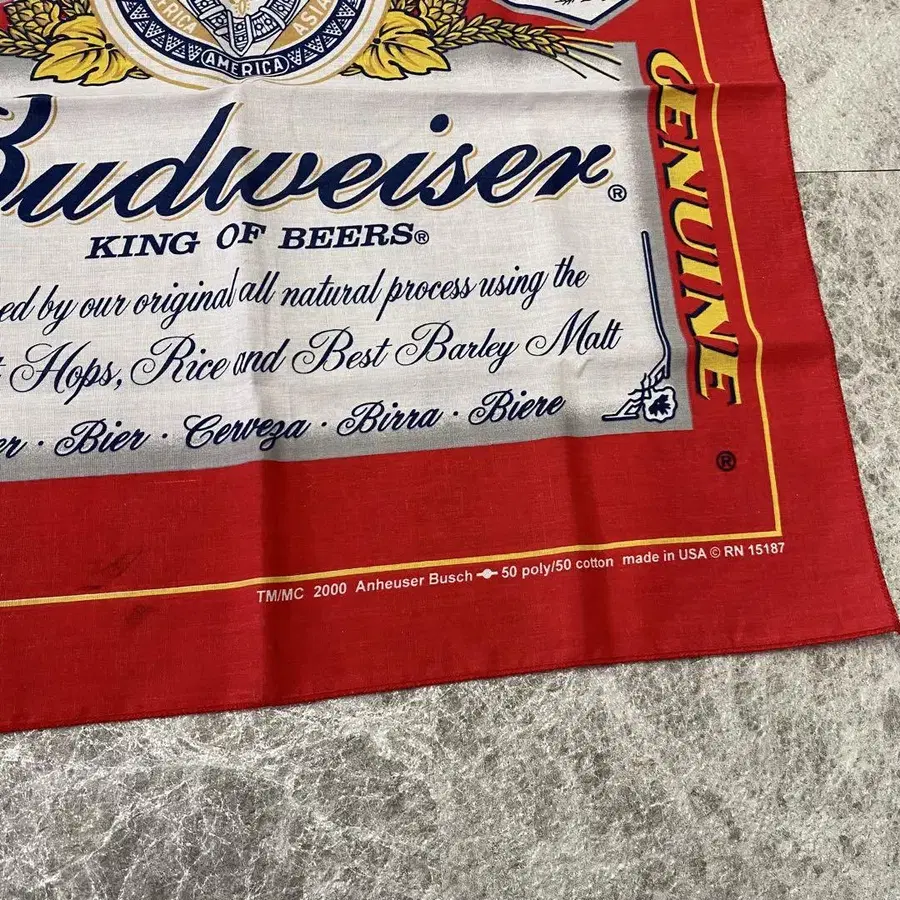 AMERICA
ASIA
AMERICA
Budweiser®
KING OF BEERS®
ed by our original all natural process using the
Hops, Rice and Best Barley Malt
er · Bier · Cerveza · Birra · Biere
GENUINE
®
TM/MC 2000 Anheuser Busch 50 poly/50 cotton made in USA © RN 15187